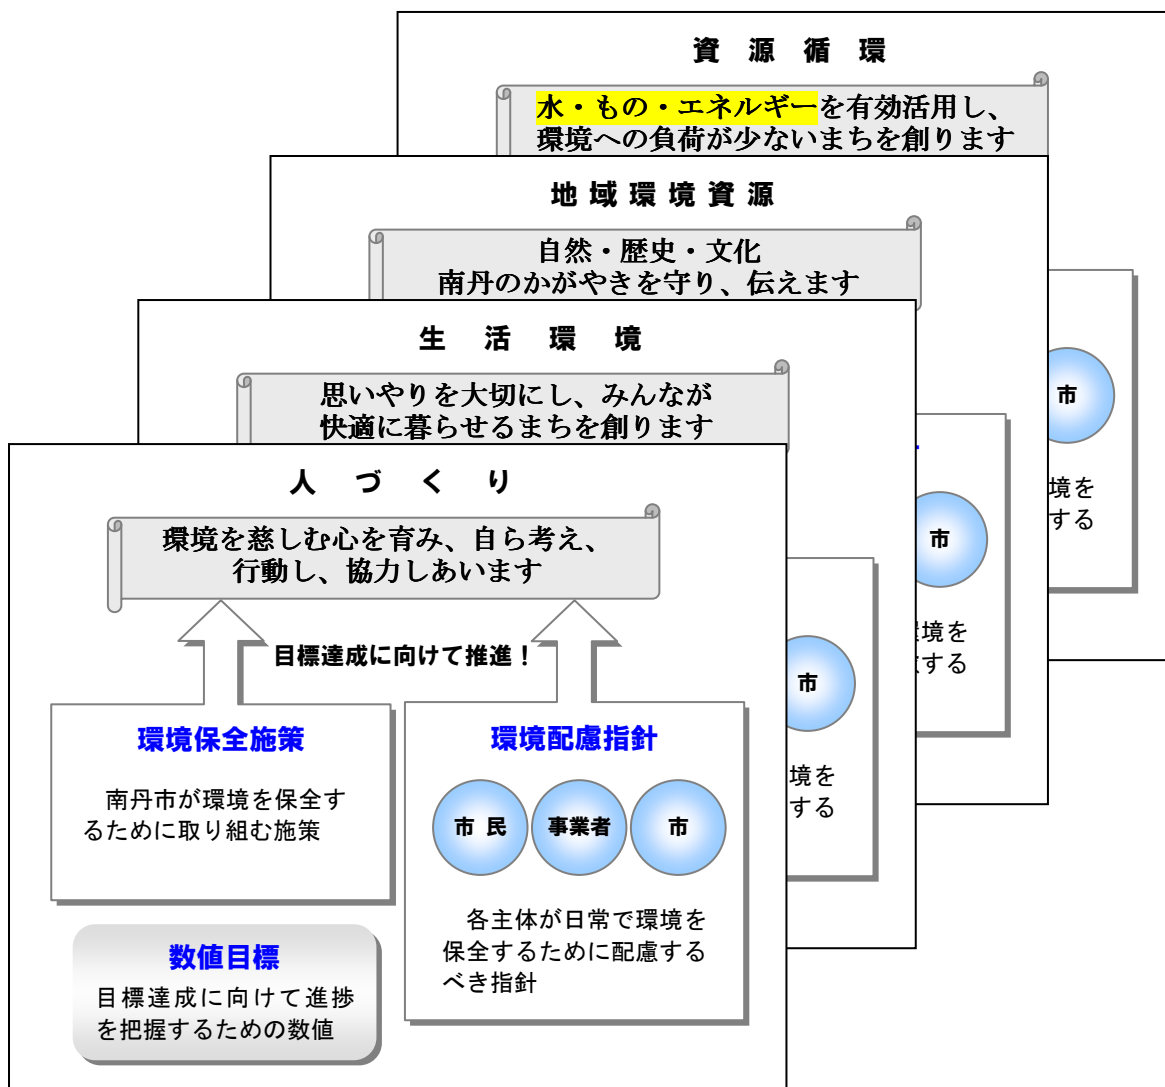 資源循環
水・もの・エネルギーを有効活用し、
環境への負荷が少ないまちを創ります
地域環境資源
自然・歴史・文化
南丹のかがやきを守り、伝えます
生活環境
思いやりを大切にし、みんなが
快適に暮らせるまちを創ります
人づくり
環境を慈しむ心を育み、自ら考え、
行動し、協力しあいます
目標達成に向けて推進！
環境保全施策
南丹市が環境を保全す
るために取り組む施策
数値目標
目標達成に向けて進捗
を把握するための数値
環境配慮指針
市民
事業者
市
各主体が日常で環境を
保全するために配慮する
べき指針
市
境を
する
市
境を
する
市
境を
する